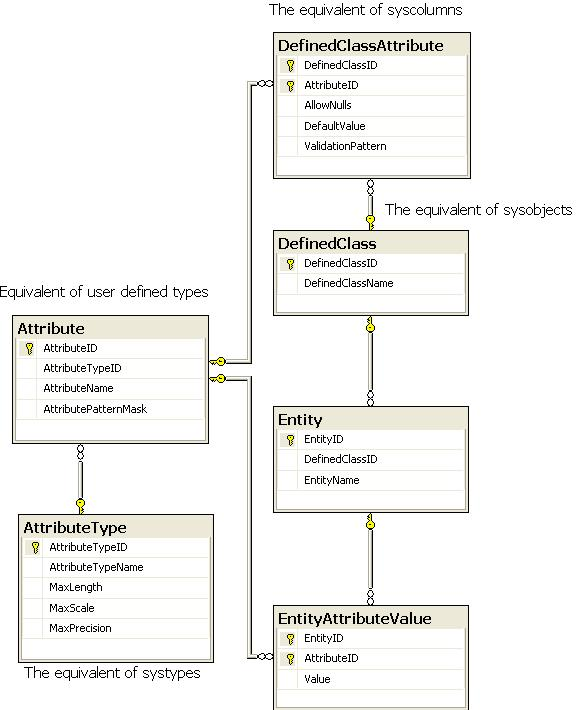 The equivalent of syscolumns
DefinedClassAttribute
DefinedClassID
AttributeID
AllowNulls
DefaultValue
ValidationPattern
The equivalent of sysobjects
DefinedClass
DefinedClassID
DefinedClassName
Equivalent of user defined types
Attribute
AttributeID
AttributeTypeID
AttributeName
AttributePatternMask
Entity
EntityID
DefinedClassID
EntityName
AttributeType
AttributeTypeID
AttributeTypeName
MaxLength
MaxScale
MaxPrecision
The equivalent of systypes
EntityAttributeValue
EntityID
AttributeID
Value